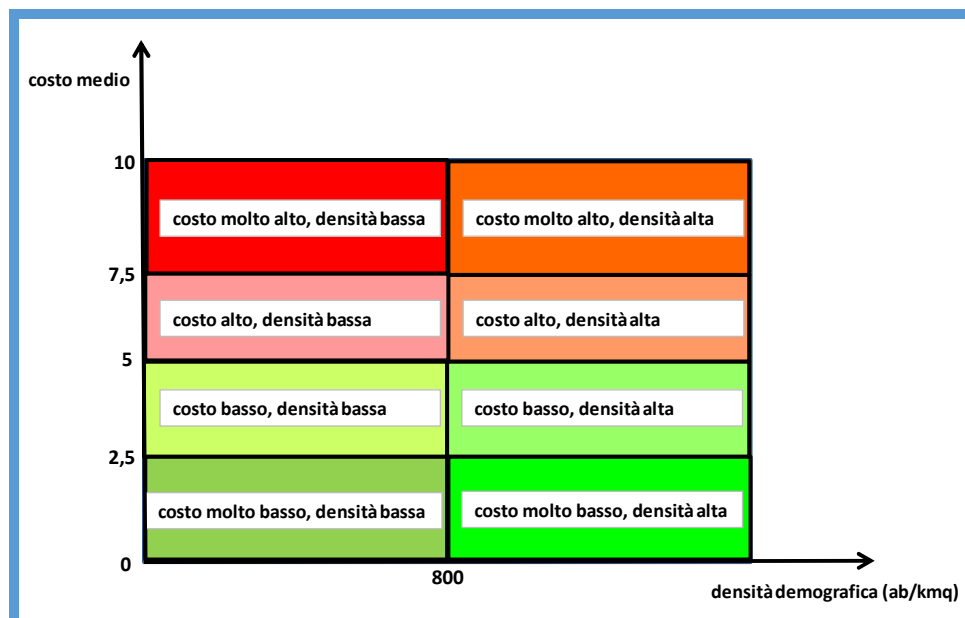 costo medio
10
costo molto alto, densità bassa
costo molto alto, densità alta
7,5
costo alto, densità bassa
costo alto, densità alta
5
costo basso, densità bassa
costo basso, densità alta
2,5
costo molto basso, densità bassa
costo molto basso, densità alta
0
800
densità demografica (ab/kmq)